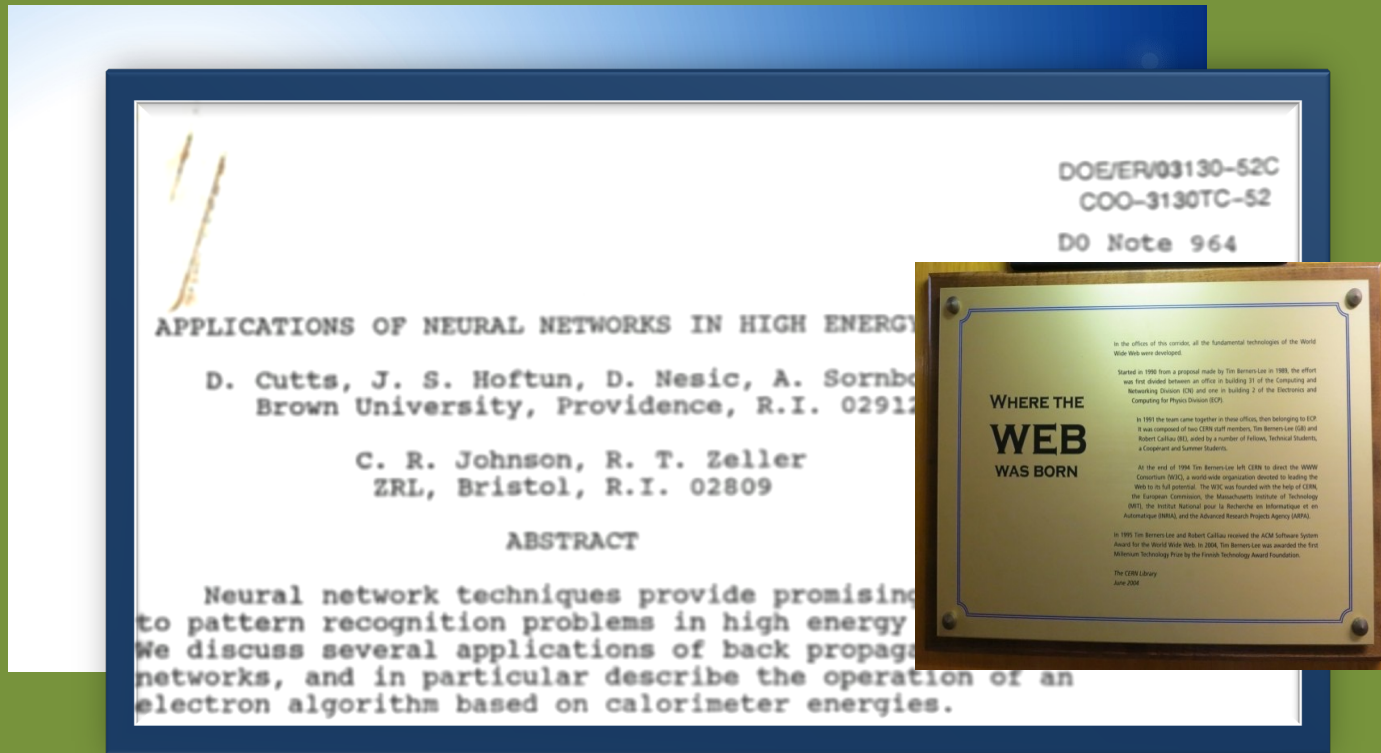 DOE/ER/03130-52C
COO-3130TC-52
D0 Note 964
APPLICATIONS OF NEURAL NETWORKS IN HIGH ENERGY
D. Cutts, J. S. Hoftun, D. Nesic, A.
Brown University, Providence, R.I. 02912
C. R. Johnson, R. T. Zeller
ZRL, Bristol, R.I. 02809
ABSTRACT
Neural network techniques provide promising
to pattern recognition problems in high energy
We discuss several applications of back
networks, and in particular describe the operation of an
electron algorithm based on calorimeter energies.
WHERE THE
WEB
WAS BORN
In the offices of this corridor, all the fundamental technologies of the World
Wide Web were developed.
Started in 1990 from a proposal made by Tim Berners-Lee in 1989, the effort
was first divided between an office in building 31 of the Computing and
Networking Division (CN) and one in building 2 of the Electronics and
Computing for Physics Division (ECP).
In 1991 the team came together in these offices, then belonging to ECP.
It was composed of two CERN staff members, Tim Berners-Lee (GB) and
Robert Cailliau (BE), aided by a number of Fellows, Technical Students,
a Coopérant and Summer Students.
At the end of 1994 Tim Berners-Lee left CERN to direct the WWW
Consortium (W3C), a world-wide organization devoted to leading the
Web to its full potential. The W3C was founded with the help of CERN,
the European Commission, the Massachusetts Institute of Technology
(MIT), the Institut National pour la Recherche en Informatique et en
Automatique (INRIA), and the Advanced Research Projects Agency (ARPA).
In 1995 Tim Berners-Lee and Robert Cailliau received the ACM Software System
Award for the World Wide Web. In 2004, Tim Berners-Lee was awarded the first
Millenium Technology Prize by the Finnish Technology Award Foundation.
The CERN Library
June 2004